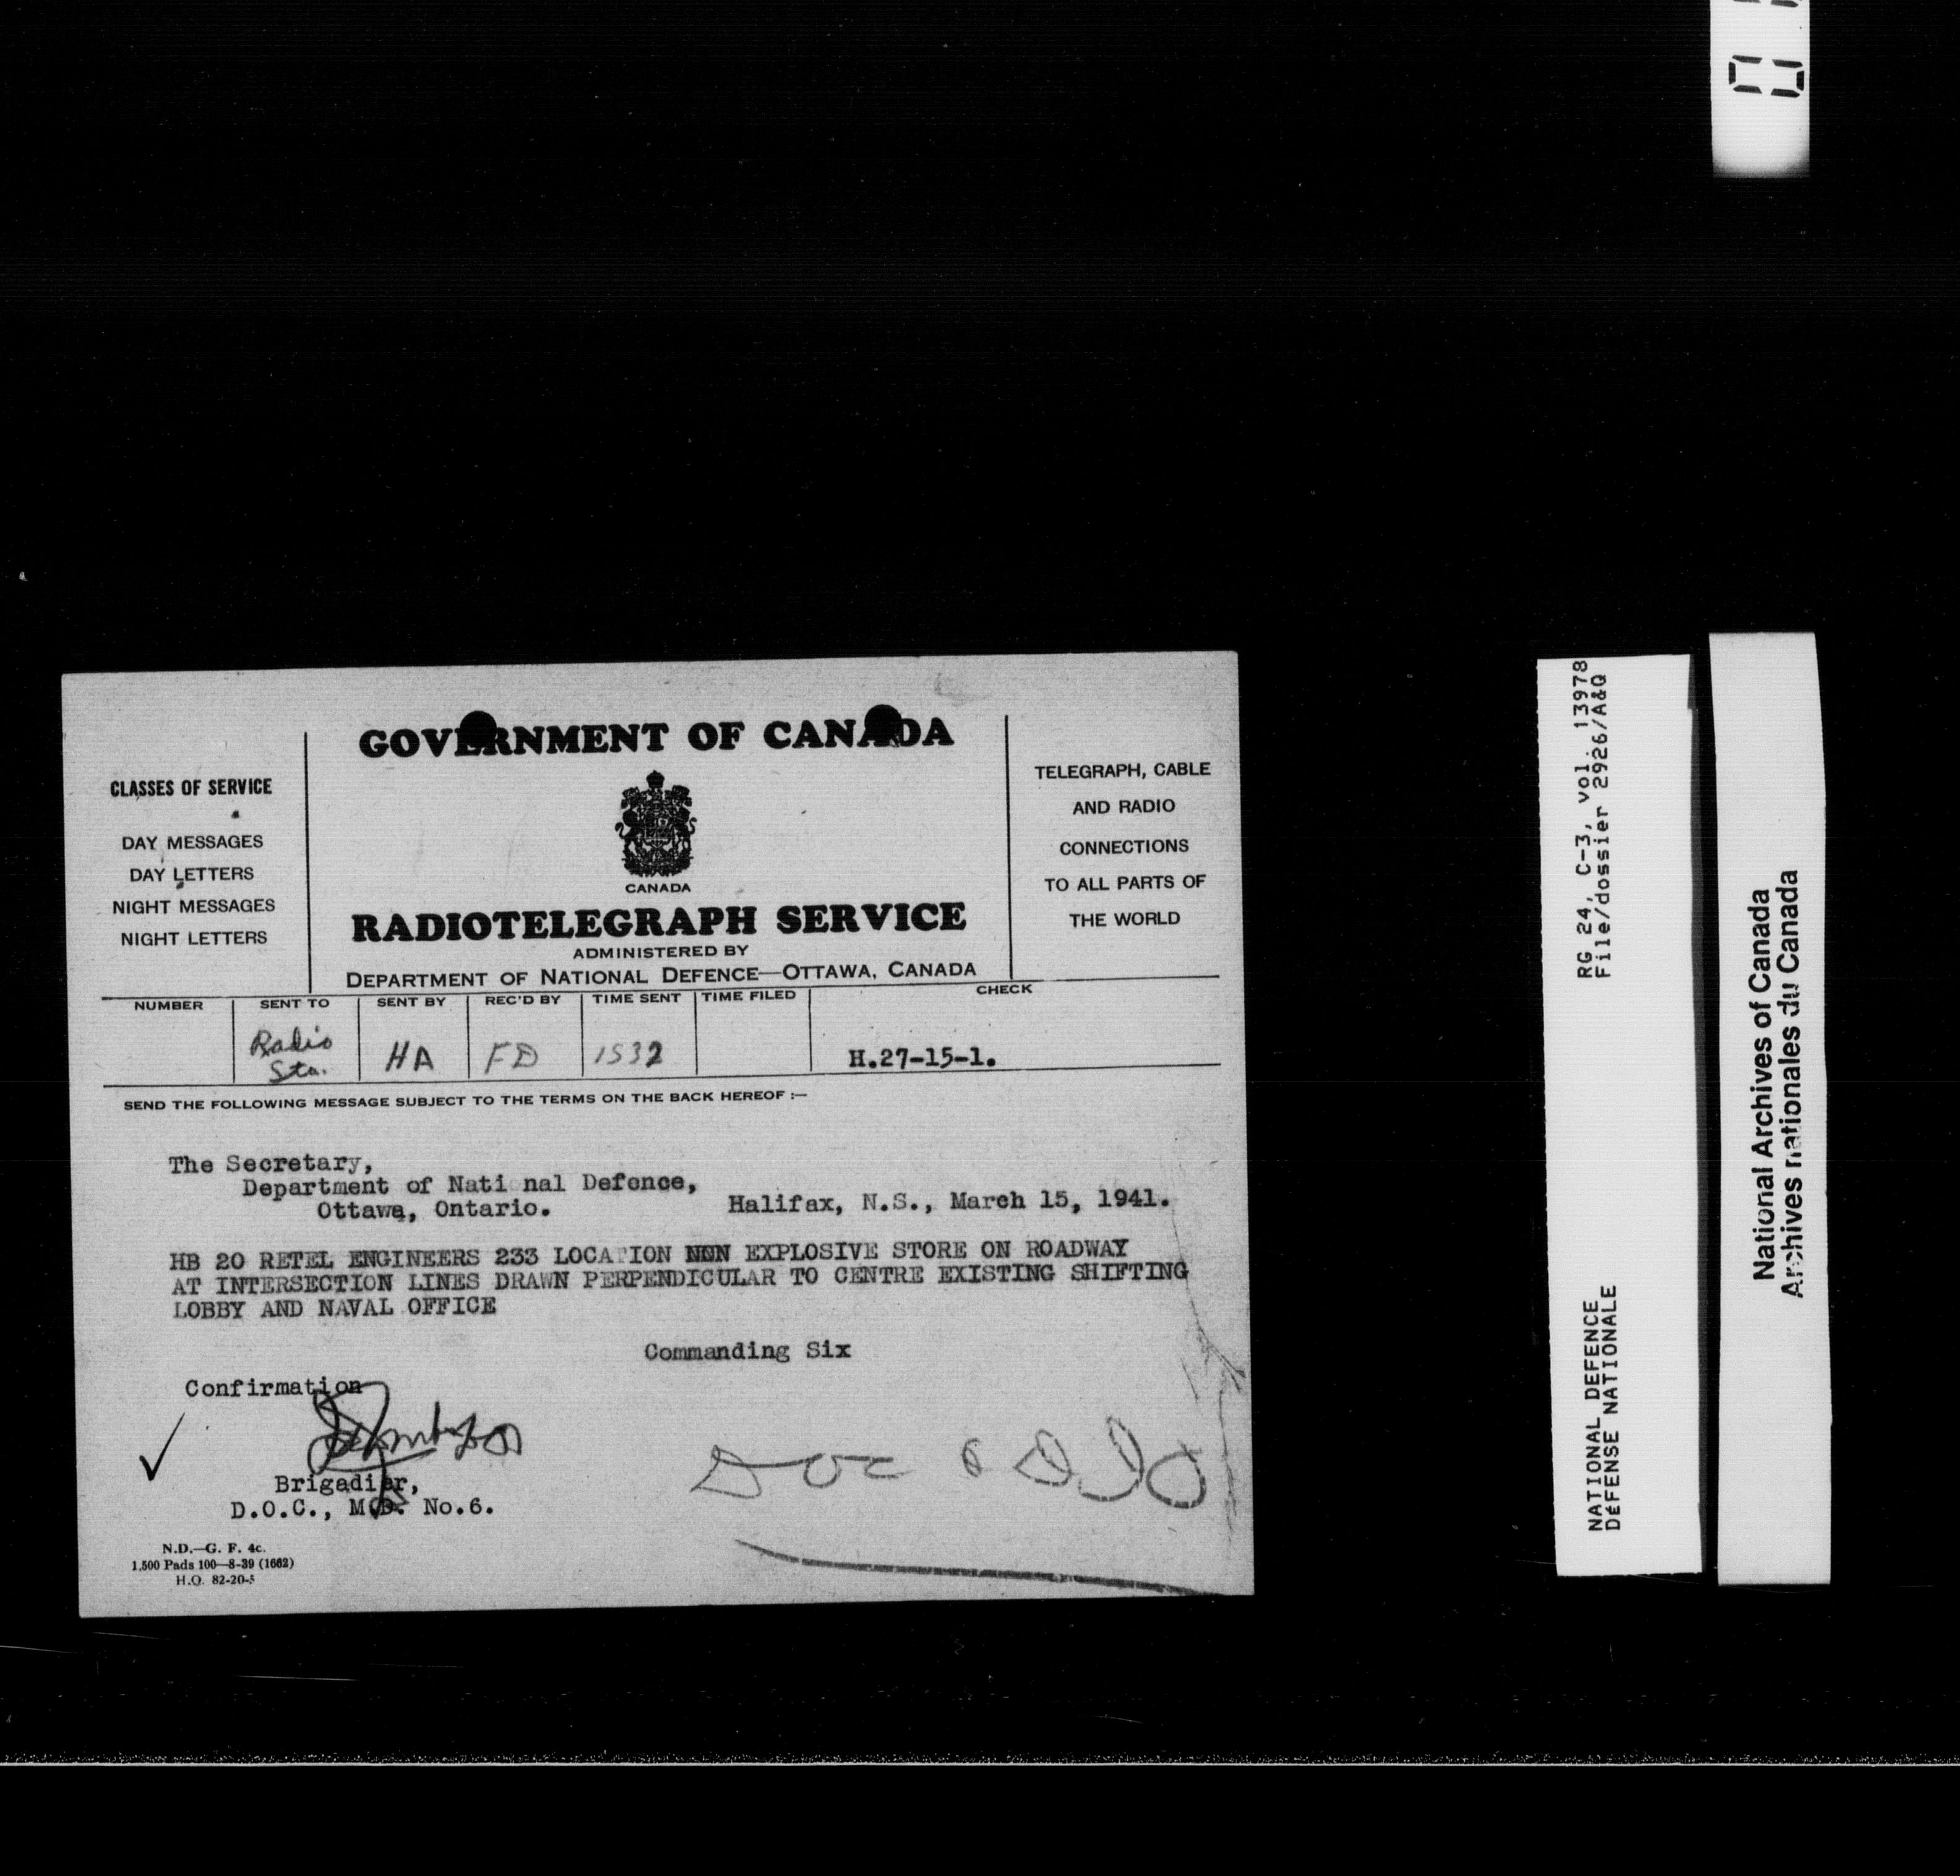 GOVERNMENT OF CANADA
CLASSES OF SERVICE
DAY MESSAGES
DAY LETTERS
NIGHT MESSAGES
NIGHT LETTERS
CANADA
RADIOTELEGRAPH SERVICE
ADMINISTERED BY
DEPARTMENT OF NATIONAL DEFENCE—OTTAWA, CANADA
TELEGRAPH, CABLE
AND RADIO
CONNECTIONS
TO ALL PARTS OF
THE WORLD
NUMBER SENT TO SENT BY REC'D BY TIME SENT TIME FILED CHECK
Radio
Sta. HA FD 1532 H.27-15-1.
SEND THE FOLLOWING MESSAGE SUBJECT TO THE TERMS ON THE BACK HEREOF :—
The Secretary,
Department of Nati nal Defence,
Ottawa, Ontario. Halifax, N.S., March 15, 1941.
HB 20 RETEL ENGINEERS 233 LOCATION NON EXPLOSIVE STORE ON ROADWAY
AT INTERSECTION LINES DRAWN PERPENDICULAR TO CENTRE EXISTING SHIFTING
LOBBY AND NAVAL OFFICE
Commanding Six
Confirmation
Brigadier,
D.O.C., M.D. No.6.
N.D.—G. F. 4c.
1,500 Pads 100—8-39 (1662)
H.Q. 82-20-5
RG 24, C-3, vol. 13978
File/dossier 2926/A&Q
NATIONAL DEFENCE
DéFENSE NATIONALE
National Archives of Canada
Archives nationales du Canada